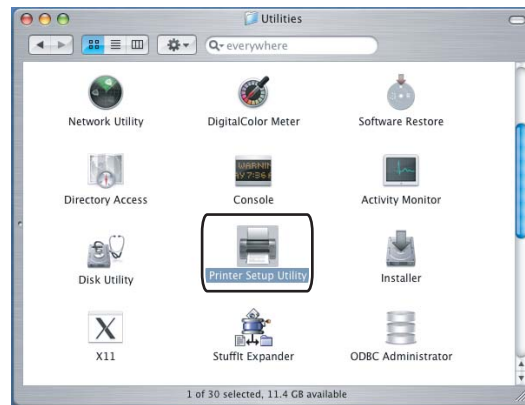 Utilities
everywhere
Network Utility
DigitalColor Meter
Software Restore
Directory Access
Console
Activity Monitor
Disk Utility
Printer Setup Utility
Installer
X11
StuffIt Expander
ODBC Administrator
1 of 30 selected, 11.4 GB available